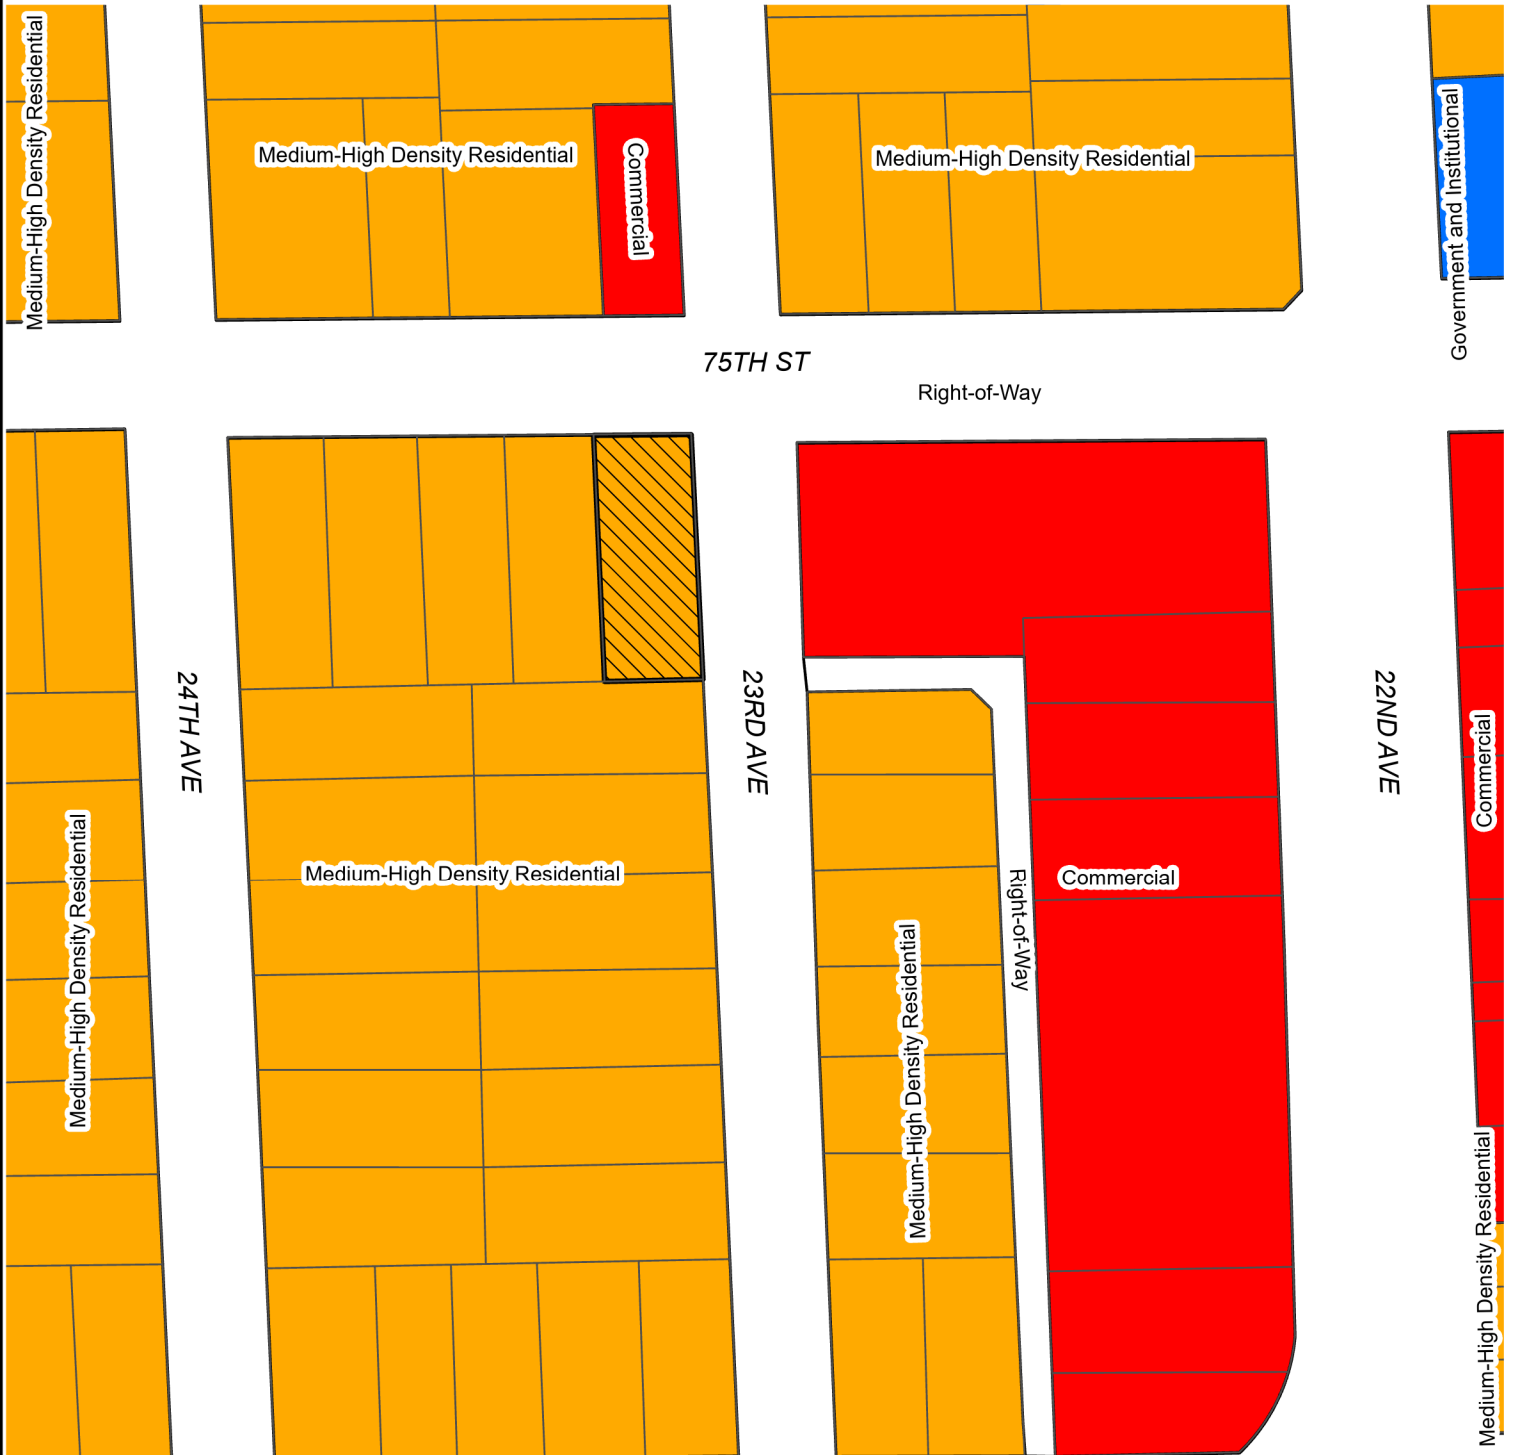 Medium-High Density Residential
Medium-High Density Residential
Commercial
Medium-High Density Residential
Government and Institutional
75TH ST
Right-of-Way
24TH AVE
23RD AVE
22ND AVE
Commercial
Medium-High Density Residential
Medium-High Density Residential
Medium-High Density Residential
Right-of-Way
Commercial
Medium-High Density Residential